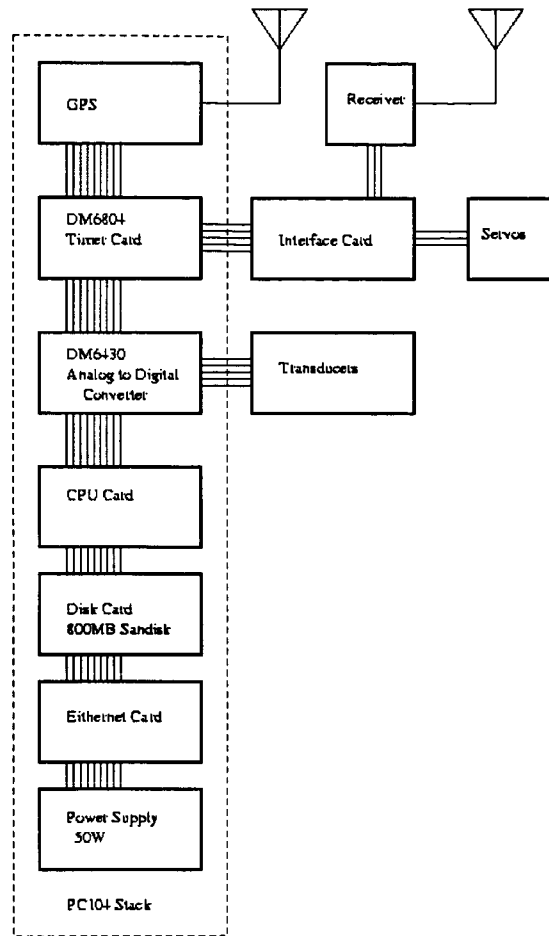 GPS
Receiver
DM6804
Timer Card
Interface Card
Servos
DM6430
Analog to Digital
Converter
Transducers
CPU Card
Disk Card
800MB Sandisk
Eithernet Card
Power Supply
50W
PC104 Stack